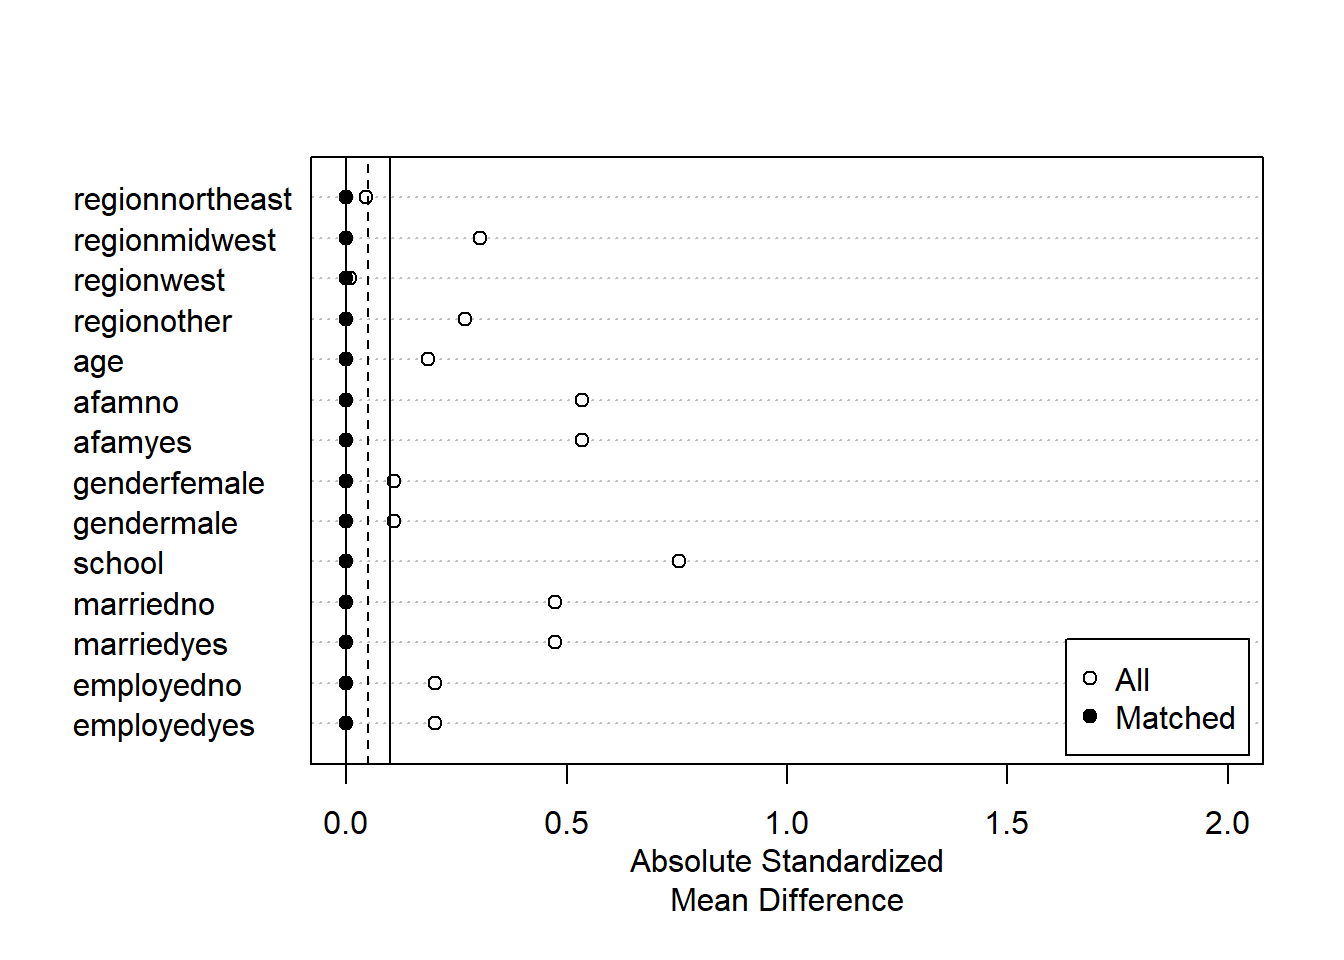 regionnortheast
regionmidwest
regionwest
regionother
age
afamno
afamyes
genderfemale
gendermale
school
marriedno
marriedyes
employedno
employedyes
All
Matched
0.0 0.5 1.0 1.5 2.0
Absolute Standardized
Mean Difference